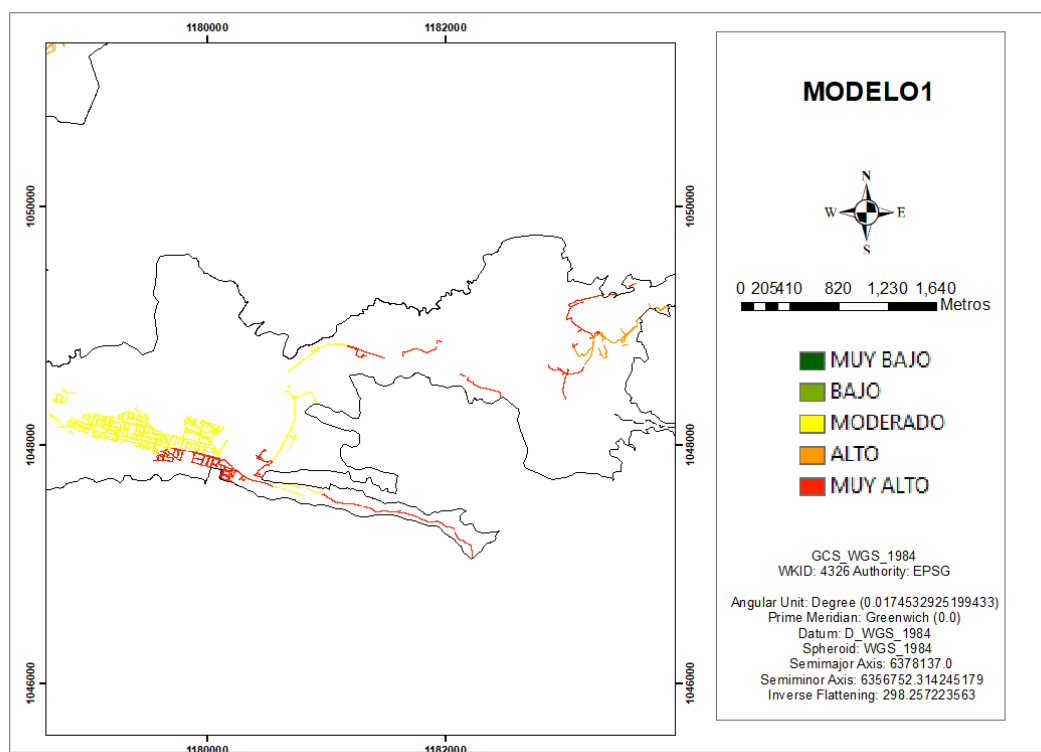 1180000
1182000
1050000
1048000
1046000
1050000
1048000
1046000
1180000
1182000
MODELO1
N
W E
S
0 205410 820 1,230 1,640
Metros
MUY BAJO
BAJO
MODERADO
ALTO
MUY ALTO
GCS_WGS_1984
WKID: 4326 Authority: EPSG
Angular Unit: Degree (0.0174532925199433)
Prime Meridian: Greenwich (0.0)
Datum: D_WGS_1984
Spheroid: WGS_1984
Semimajor Axis: 6378137.0
Semiminor Axis: 6356752.314245179
Inverse Flattening: 298.257223563